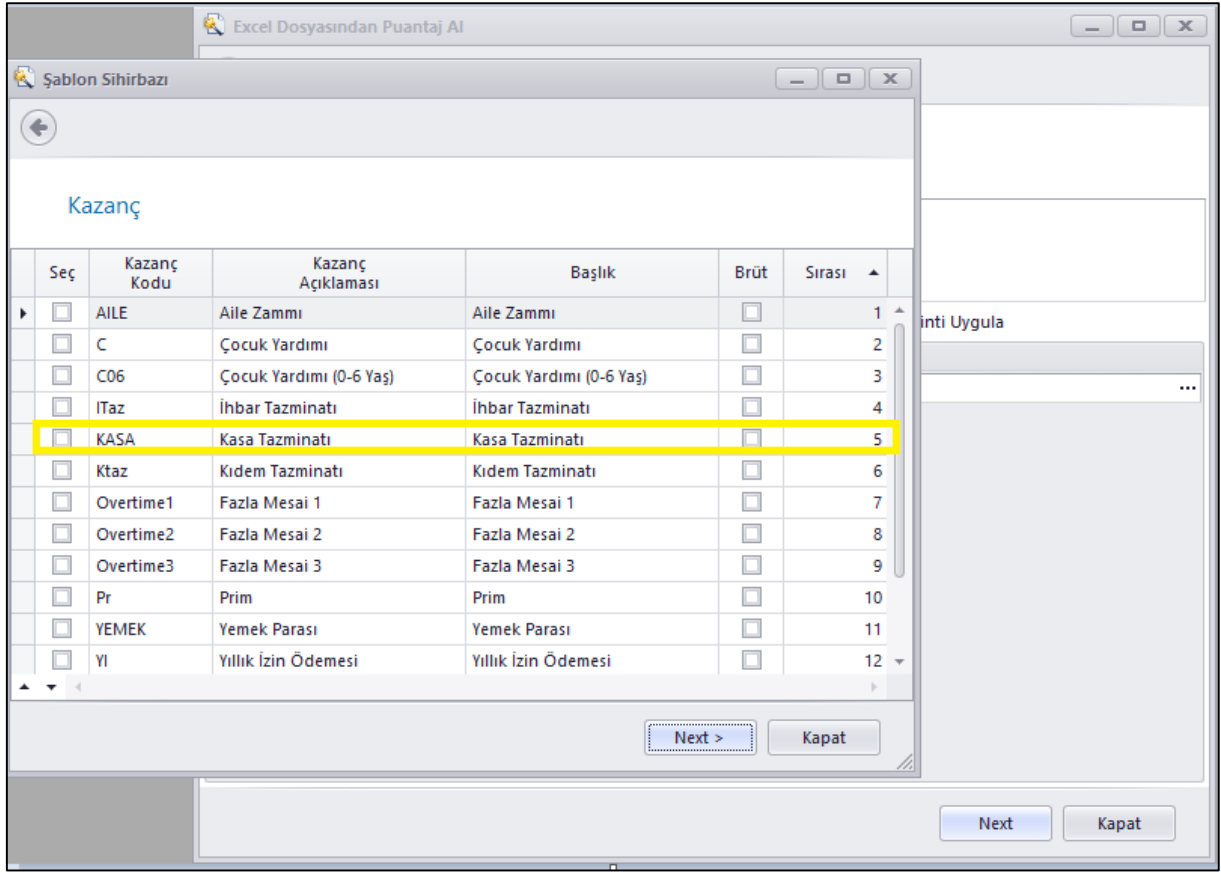 Excel Dosyasından Puantaj Al
Şablon Sihirbazı
Kazanç
Seç Kazanç Kodu Kazanç Açıklaması Başlık Brüt Sırası
AILE Aile Zammı Aile Zammı 1
inti Uygula
C Çocuk Yardımı Çocuk Yardımı 2
C06 Çocuk Yardımı (0-6 Yaş) Çocuk Yardımı (0-6 Yaş) 3
...
ITaz İhbar Tazminatı İhbar Tazminatı 4
KASA Kasa Tazminatı Kasa Tazminatı 5
Ktaz Kıdem Tazminatı Kıdem Tazminatı 6
Overtime1 Fazla Mesai 1 Fazla Mesai 1 7
Overtime2 Fazla Mesai 2 Fazla Mesai 2 8
Overtime3 Fazla Mesai 3 Fazla Mesai 3 9
Pr Prim Prim 10
YEMEK Yemek Parası Yemek Parası 11
YI Yıllık İzin Ödemesi Yıllık İzin Ödemesi 12
Next > Kapat
Next Kapat